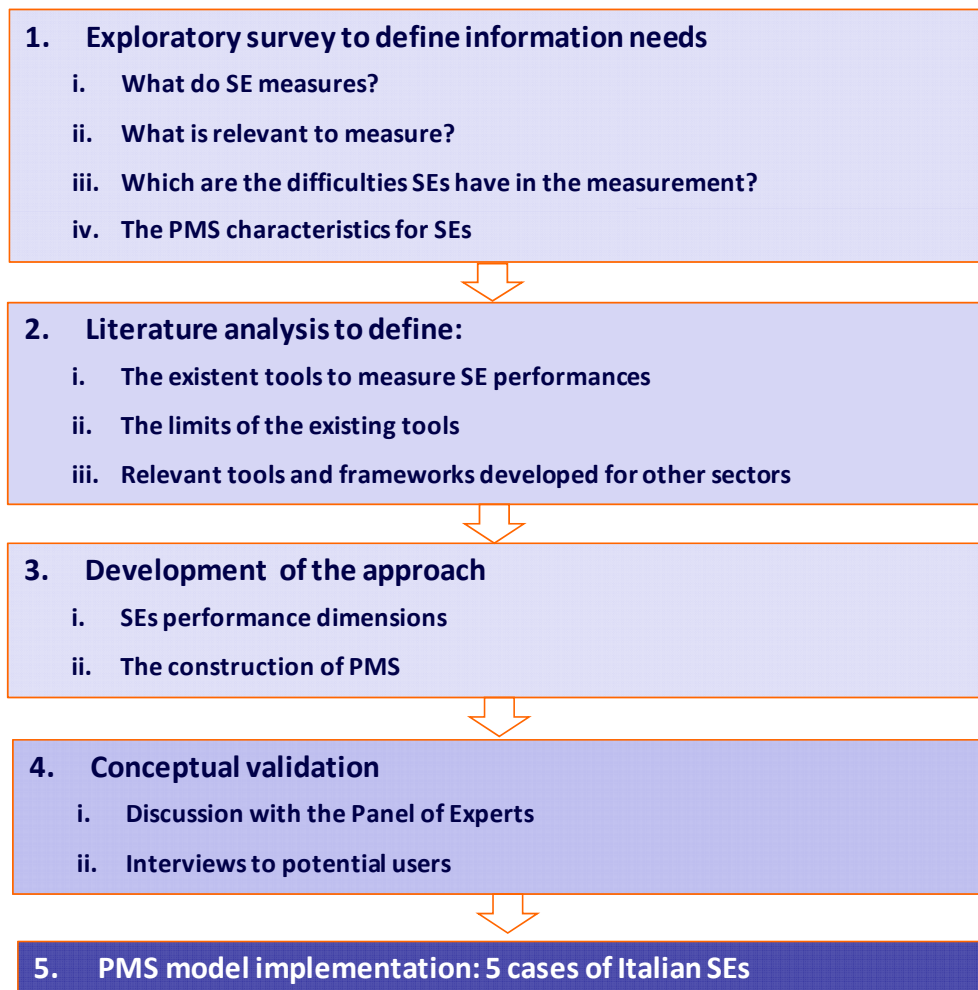 1. Exploratory survey to define information needs
i. What do SE measures?
ii. What is relevant to measure?
iii. Which are the difficulties SEs have in the measurement?
iv. The PMS characteristics for SEs
2. Literature analysis to define:
i. The existent tools to measure SE performances
ii. The limits of the existing tools
iii. Relevant tools and frameworks developed for other sectors
3. Development of the approach
i. SEs performance dimensions
ii. The construction of PMS
4. Conceptual validation
i. Discussion with the Panel of Experts
ii. Interviews to potential users
5. PMS model implementation: 5 cases of Italian SEs